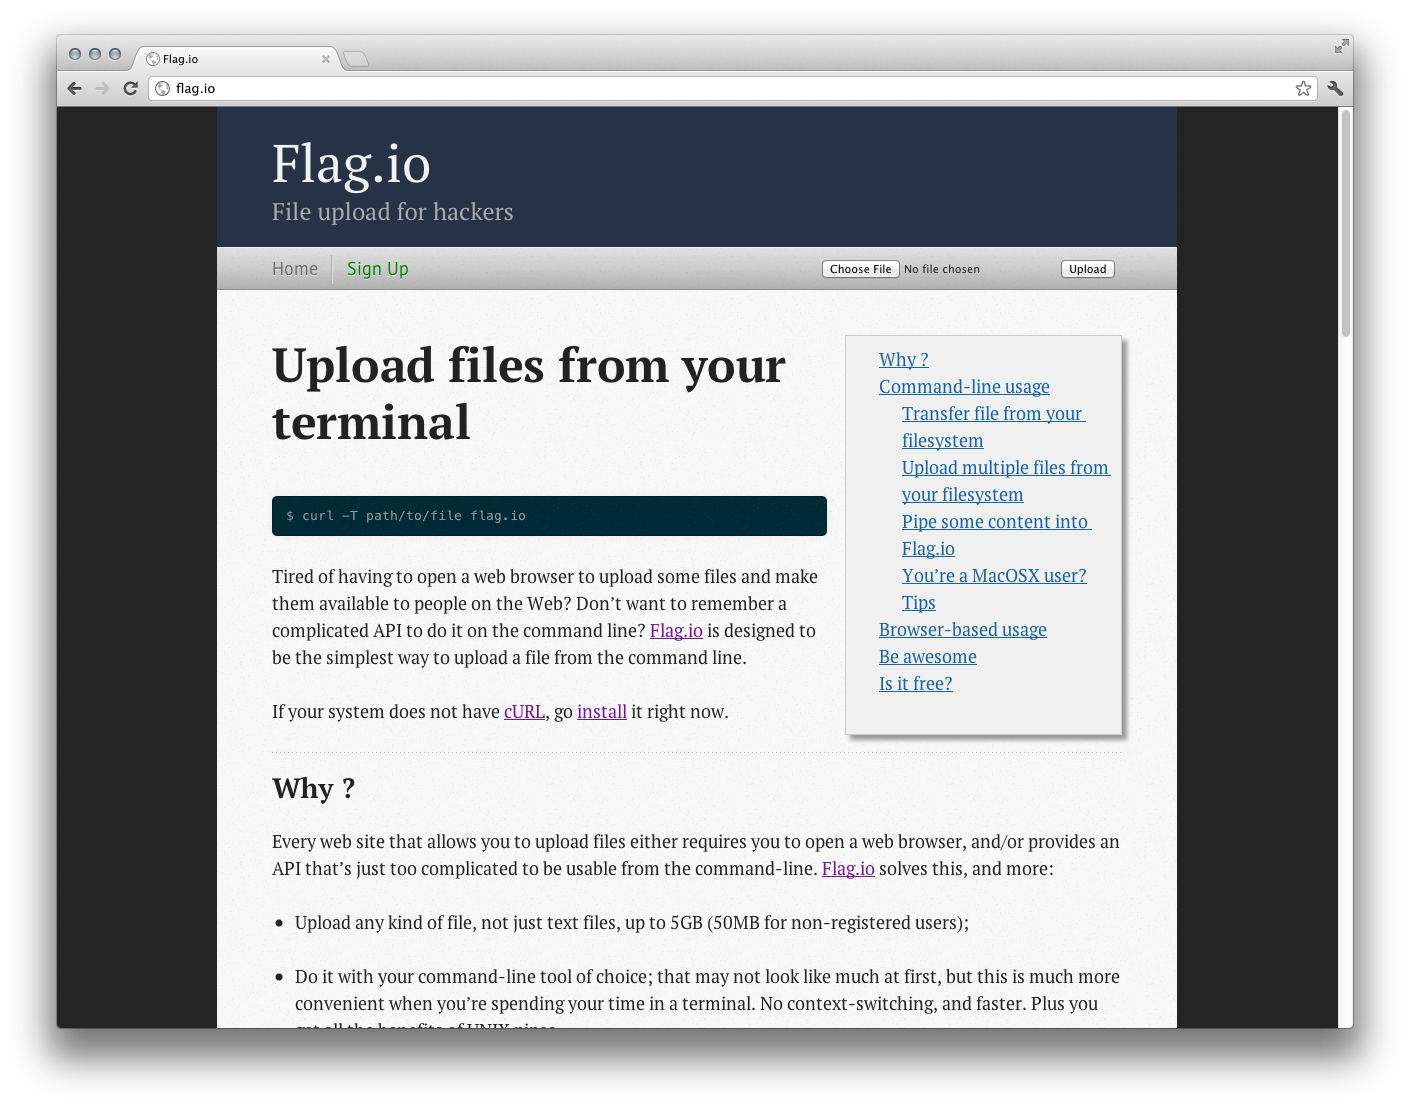 Flag.io
flag.io
Flag.io
File upload for hackers
Home
Sign Up
Choose File No file chosen
Upload
Upload files from your
terminal
$ curl -T path/to/file flag.io
Tired of having to open a web browser to upload some files and make
them available to people on the Web? Don’t want to remember a
complicated API to do it on the command line? Flag.io is designed to
be the simplest way to upload a file from the command line.
If your system does not have cURL, go install it right now.
Why ?
Command-line usage
Transfer file from your
filesystem
Upload multiple files from
your filesystem
Pipe some content into
Flag.io
You’re a MacOSX user?
Tips
Browser-based usage
Be awesome
Is it free?
Why ?
Every web site that allows you to upload files either requires you to open a web browser, and/or provides an
API that’s just too complicated to be usable from the command-line. Flag.io solves this, and more:
• Upload any kind of file, not just text files, up to 5GB (50MB for non-registered users);
• Do it with your command-line tool of choice; that may not look like much at first, but this is much more
convenient when you’re spending your time in a terminal. No context-switching, and faster. Plus you
get all the benefits of UNIX pipes